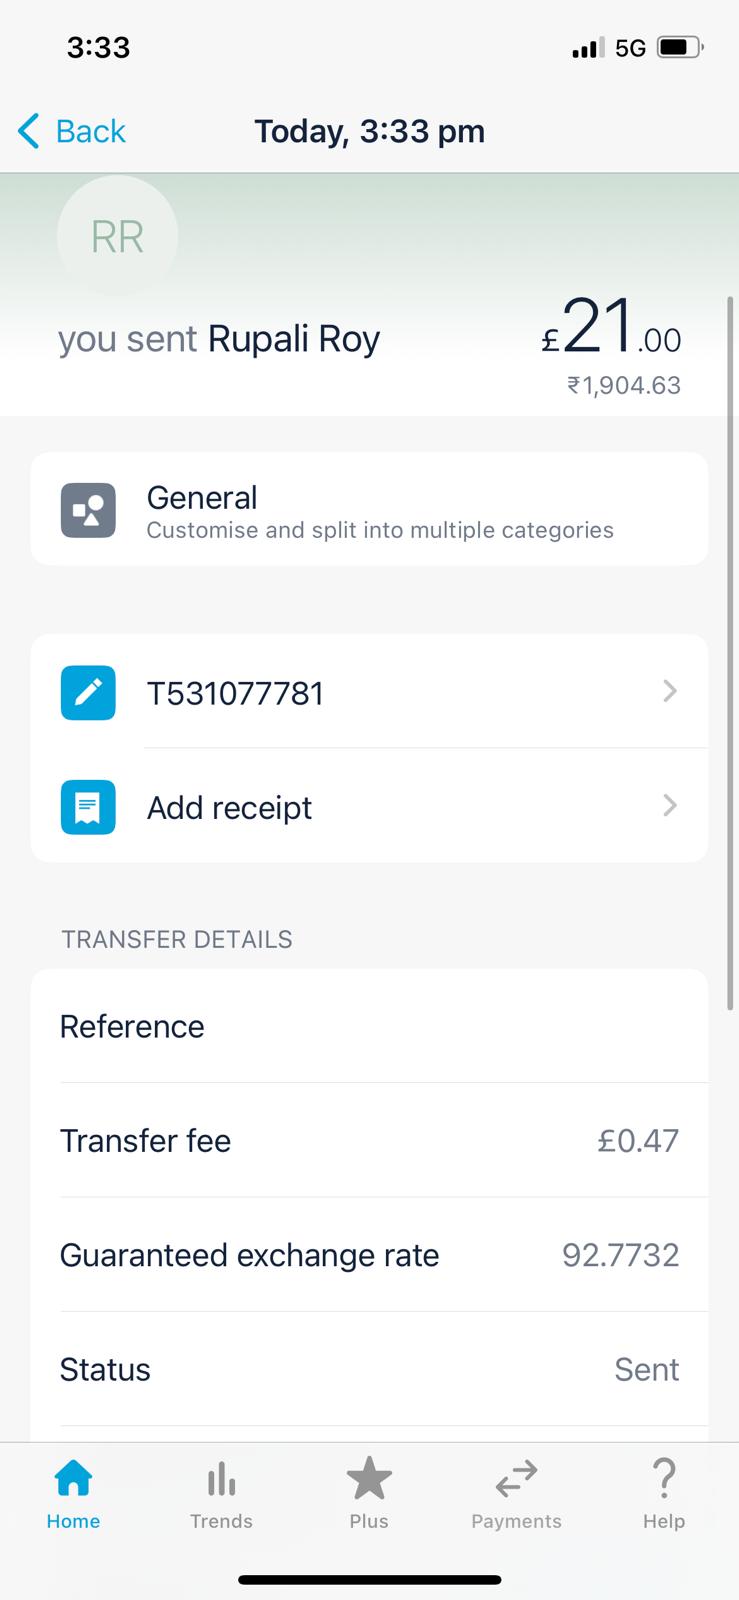 3:33
5G
Back
Today, 3:33 pm
RR
you sent Rupali Roy
£21.00
₹1,904.63
General
Customise and split into multiple categories
T531077781
Add receipt
TRANSFER DETAILS
Reference
Transfer fee
£0.47
Guaranteed exchange rate
92.7732
Status
Sent
Home
Trends
Plus
Payments
Help